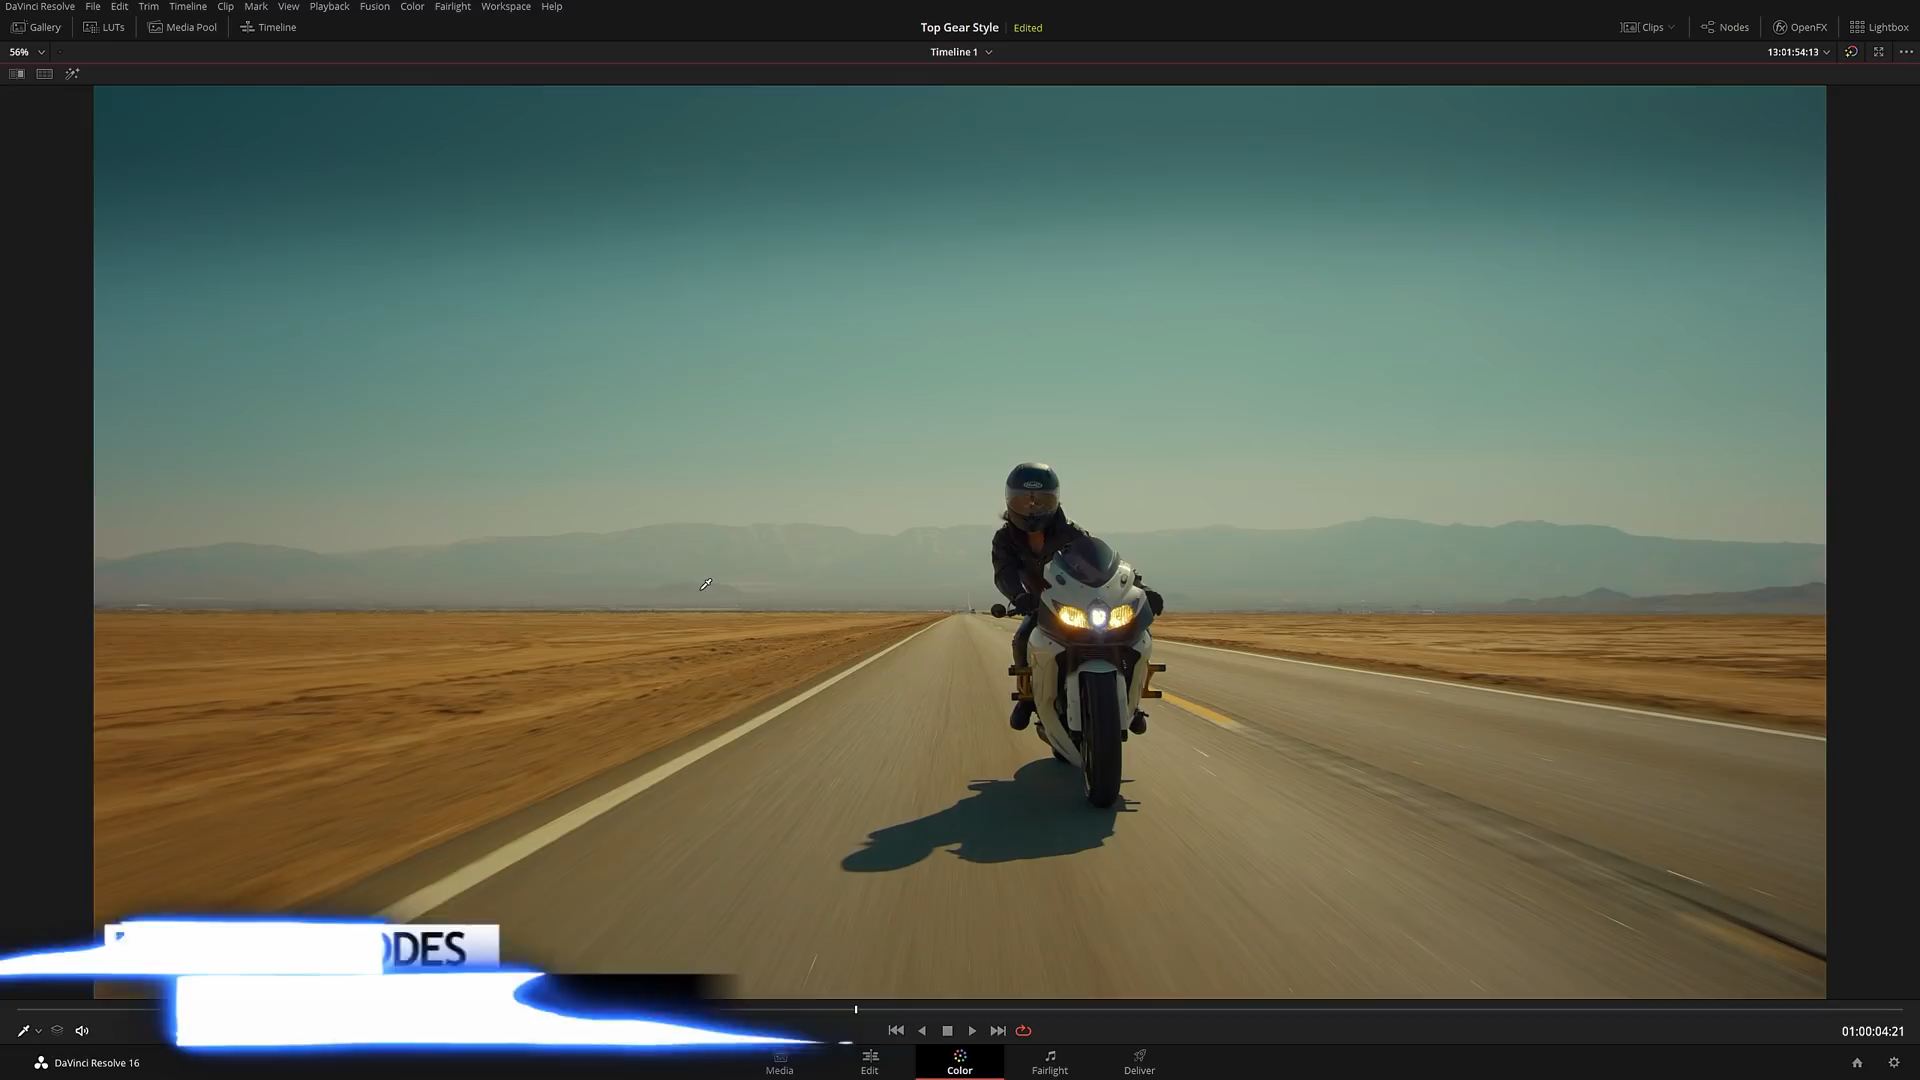 DaVinci Resolve File Edit Trim Timeline Clip Mark View Playback Fusion Color Fairlight Workspace Help
Gallery LUTs Media Pool Timeline Top Gear Style Edited Clips Nodes OpenFX Lightbox
56% Timeline 1 13:01:54:13
01:00:04:21
DaVinci Resolve 16 Media Edit Color Fairlight Deliver